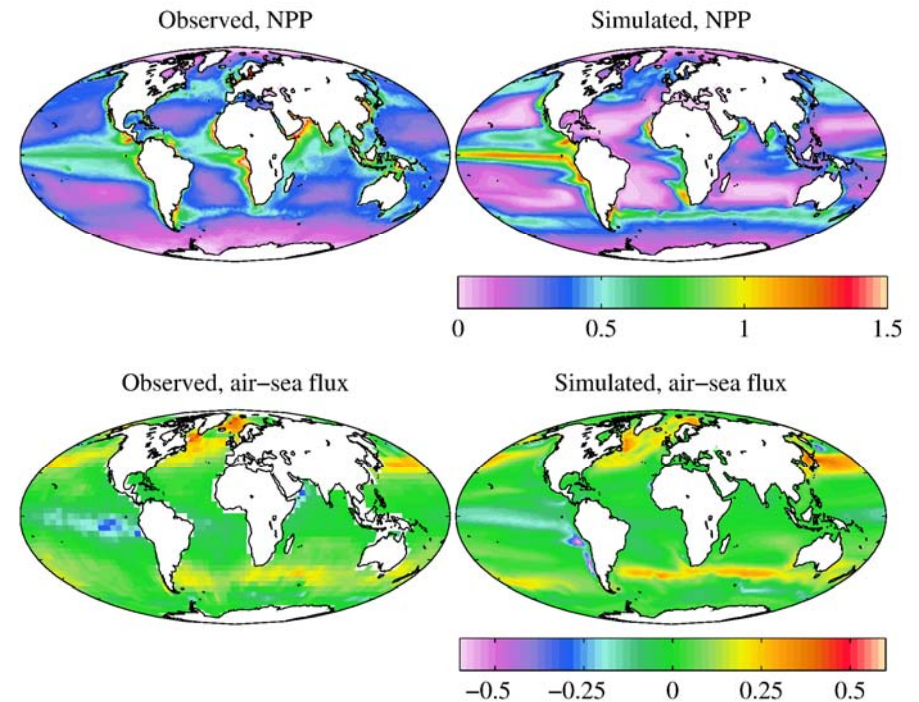 Observed, NPP
Simulated, NPP
0 0.5 1 1.5
Observed, air−sea flux
Simulated, air−sea flux
−0.5 −0.25 0 0.25 0.5